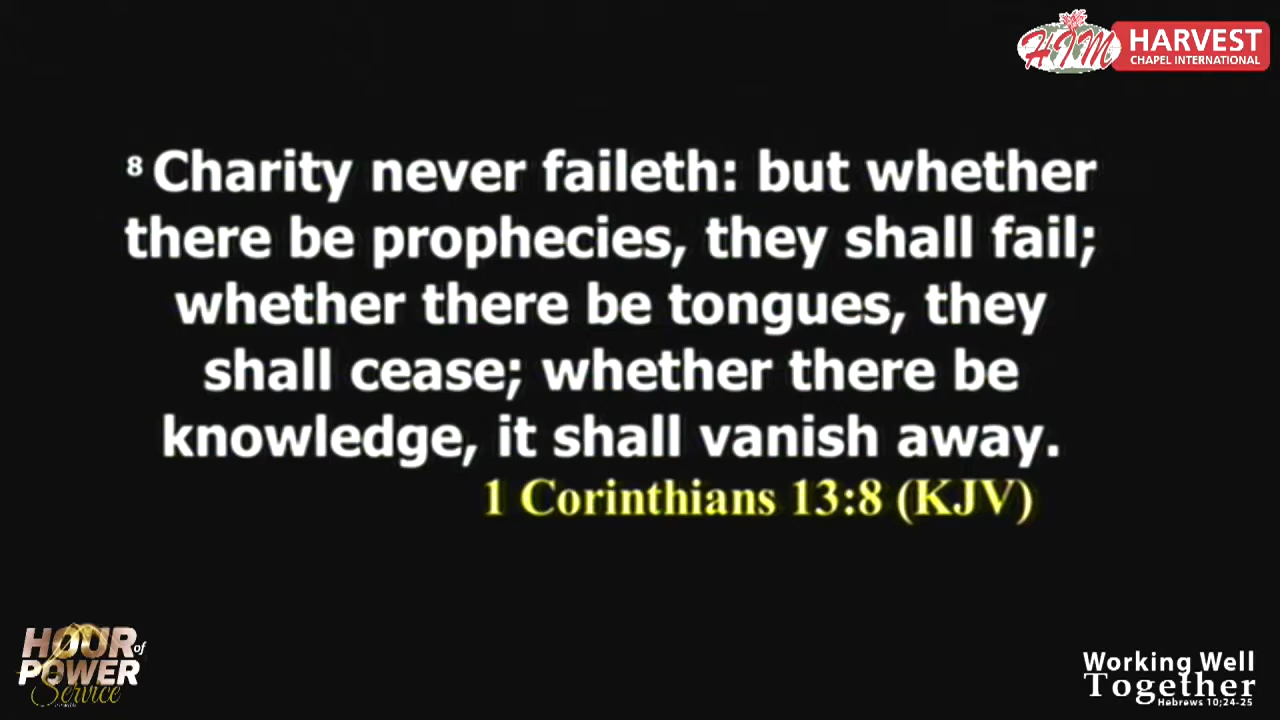 HIM HARVEST
CHAPEL INTERNATIONAL
8 Charity never faileth: but whether
there be prophecies, they shall fail;
whether there be tongues, they
shall cease; whether there be
knowledge, it shall vanish away.
1 Corinthians 13:8 (KJV)
HOUR of
POWER
Service
Working Well
Together
Hebrews 10;24-25